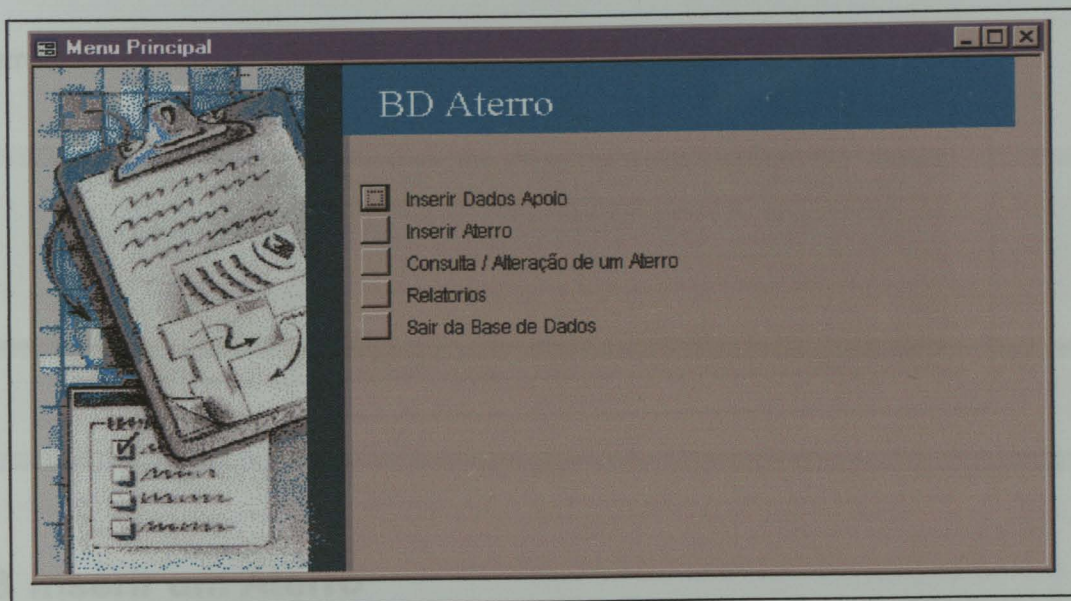 Menu Principal
BD Aterro
Inserir Dados Apoio
Inserir Aterro
Consulta / Alteração de um Aterro
Relatorios
Sair da Base de Dados